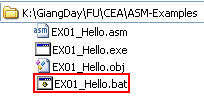 K:\GiangDay\FU\CEA\ASM-Examples
asm
EX01_Hello.asm
EX01_Hello.exe
EX01_Hello.obj
EX01_Hello.bat